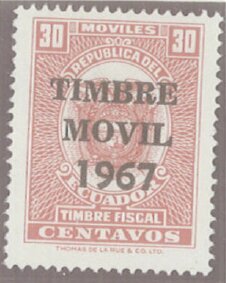 MOVILES
30 30
REPUBLICA DEL
TIMBRE
MOVIL
1967
ECUADOR
TIMBRE FISCAL
CENTAVOS
THOMAS DE LA RUE & CO. LTD.